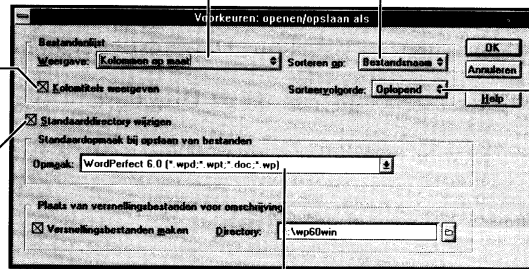 Voorkeuren: openen/opslaan als
Bestandenlijst
Weergave: Kolommen op maat
Sorteren op: Bestandsnaam
OK
Annuleren
Kolomtitels weergeven
Sorteervolgorde: Oplopend
Help
Standaarddirectory wijzigen
Standaardopmaak bij opslaan van bestanden
Opmaak: WordPerfect 6.0 (*.wpd;*.wpt;*.doc;*.wp)
Plaats van versnellingsbestanden voor omschrijving
Versnellingsbestanden maken
Directory: :\wp60win